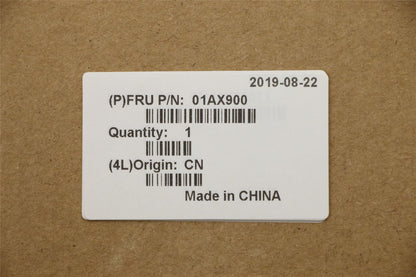 2019-08-22
(P)FRU P/N: 01AX900
Quantity: 1
(4L)Origin: CN
Made in CHINA